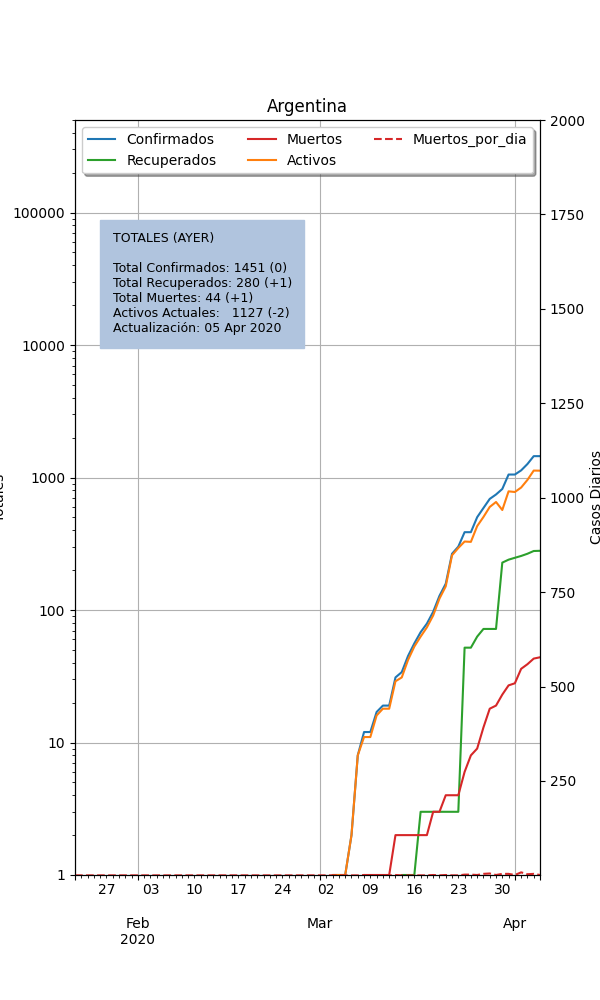 Argentina
Confirmados
Recuperados
Muertos
Activos
Muertos_por_dia
TOTALES (AYER)
Total Confirmados: 1451 (0)
Total Recuperados: 280 (+1)
Total Muertes: 44 (+1)
Activos Actuales:   1127 (-2)
Actualización: 05 Apr 2020
100000
10000
1000
100
10
1
Totales
2000
1750
1500
1250
1000
750
500
250
Casos Diarios
27 03 10 17 24 02 09 16 23 30
Feb Mar Apr
2020